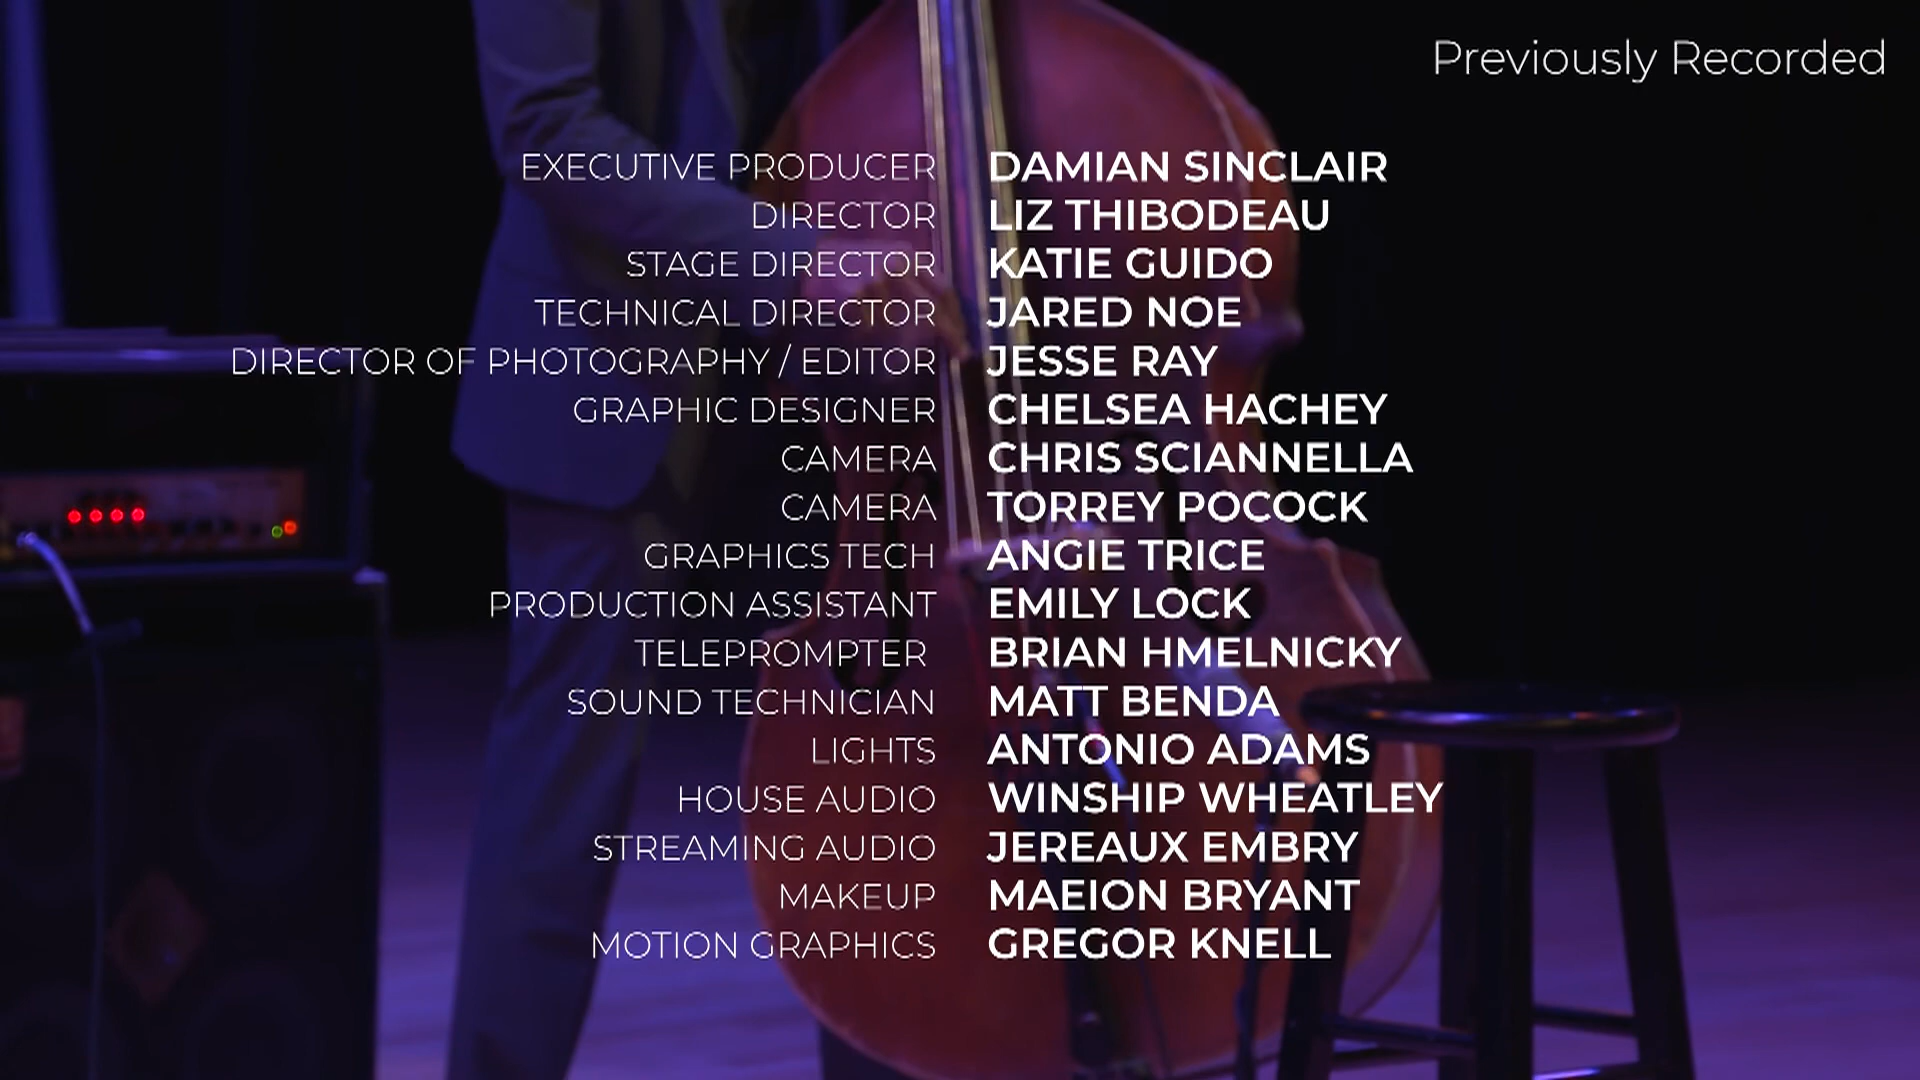 Previously Recorded
EXECUTIVE PRODUCER DAMIAN SINCLAIR
DIRECTOR LIZ THIBODEAU
STAGE DIRECTOR KATIE GUIDO
TECHNICAL DIRECTOR JARED NOE
DIRECTOR OF PHOTOGRAPHY / EDITOR JESSE RAY
GRAPHIC DESIGNER CHELSEA HACHEY
CAMERA CHRIS SCIANNELLA
CAMERA TORREY POCOCK
GRAPHICS TECH ANGIE TRICE
PRODUCTION ASSISTANT EMILY LOCK
TELEPROMPTER BRIAN HMELNICKY
SOUND TECHNICIAN MATT BENDA
LIGHTS ANTONIO ADAMS
HOUSE AUDIO WINSHIP WHEATLEY
STREAMING AUDIO JEREAUX EMBRY
MAKEUP MAEION BRYANT
MOTION GRAPHICS GREGOR KNELL